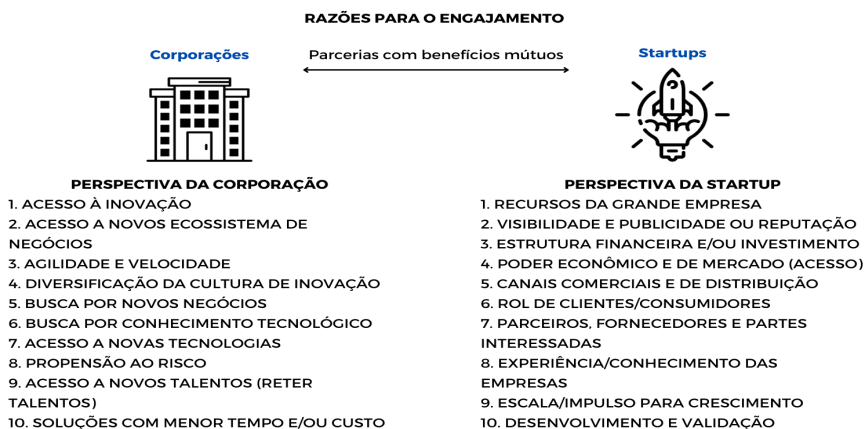 RAZÕES PARA O ENGAJAMENTO
Corporações
Parcerias com benefícios mútuos
Startups
PERSPECTIVA DA CORPORAÇÃO
1. ACESSO À INOVAÇÃO
2. ACESSO A NOVOS ECOSSISTEMA DE
NEGÓCIOS
3. AGILIDADE E VELOCIDADE
4. DIVERSIFICAÇÃO DA CULTURA DE INOVAÇÃO
5. BUSCA POR NOVOS NEGÓCIOS
6. BUSCA POR CONHECIMENTO TECNOLÓGICO
7. ACESSO A NOVAS TECNOLOGIAS
8. PROPENSÃO AO RISCO
9. ACESSO A NOVOS TALENTOS (RETER
TALENTOS)
10. SOLUÇÕES COM MENOR TEMPO E/OU CUSTO
PERSPECTIVA DA STARTUP
1. RECURSOS DA GRANDE EMPRESA
2. VISIBILIDADE E PUBLICIDADE OU REPUTAÇÃO
3. ESTRUTURA FINANCEIRA E/OU INVESTIMENTO
4. PODER ECONÔMICO E DE MERCADO (ACESSO)
5. CANAIS COMERCIAIS E DE DISTRIBUIÇÃO
6. ROL DE CLIENTES/CONSUMIDORES
7. PARCEIROS, FORNECEDORES E PARTES
INTERESSADAS
8. EXPERIÊNCIA/CONHECIMENTO DAS
EMPRESAS
9. ESCALA/IMPULSO PARA CRESCIMENTO
10. DESENVOLVIMENTO E VALIDAÇÃO